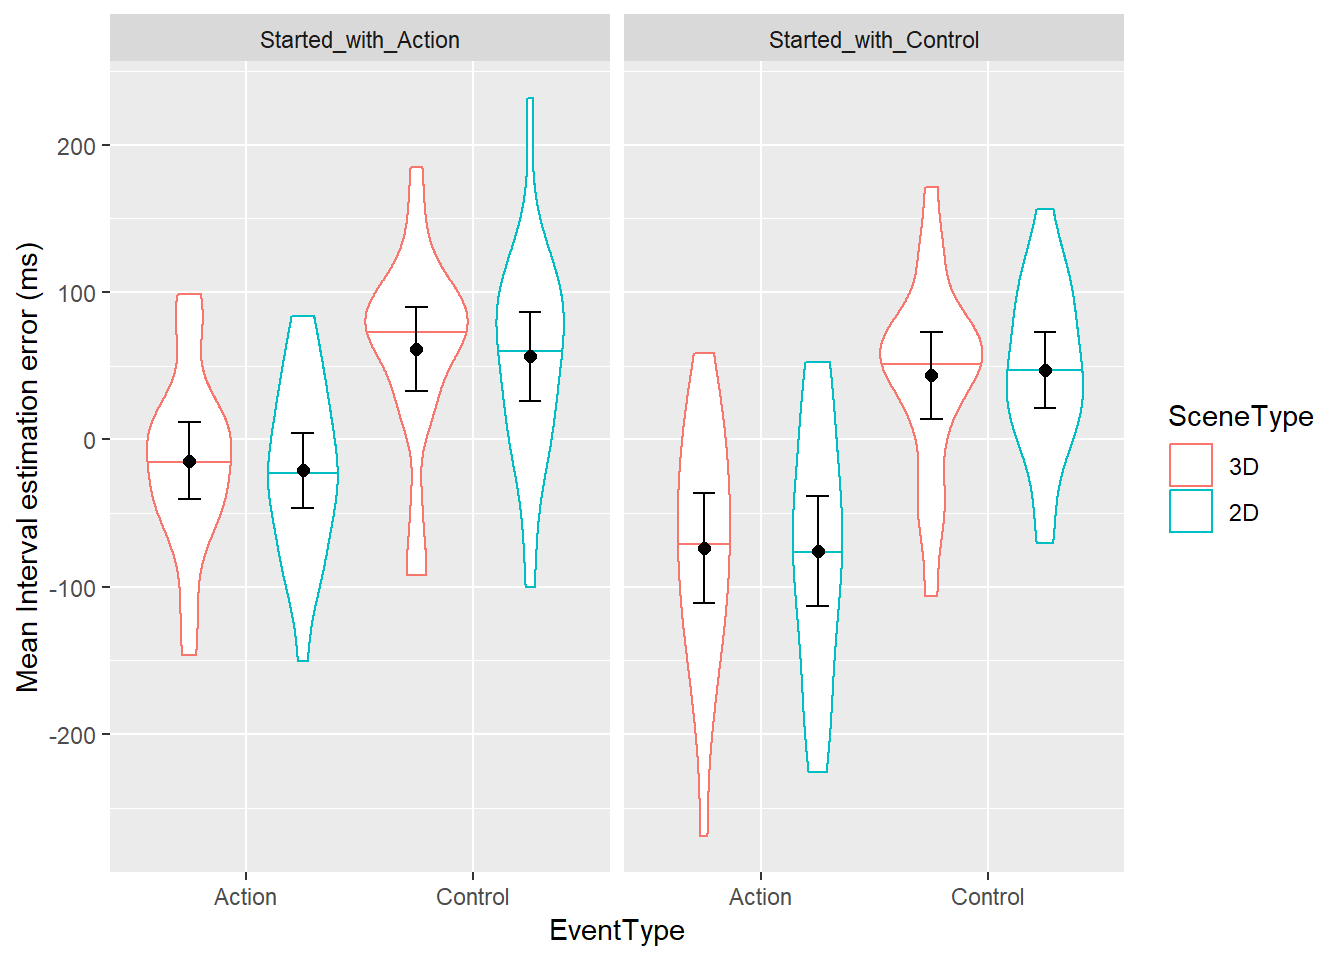 Started_with_Action
Started_with_Control
Mean Interval estimation error (ms)
200
100
0
-100
-200
Action
Control
Action
Control
EventType
SceneType
3D
2D